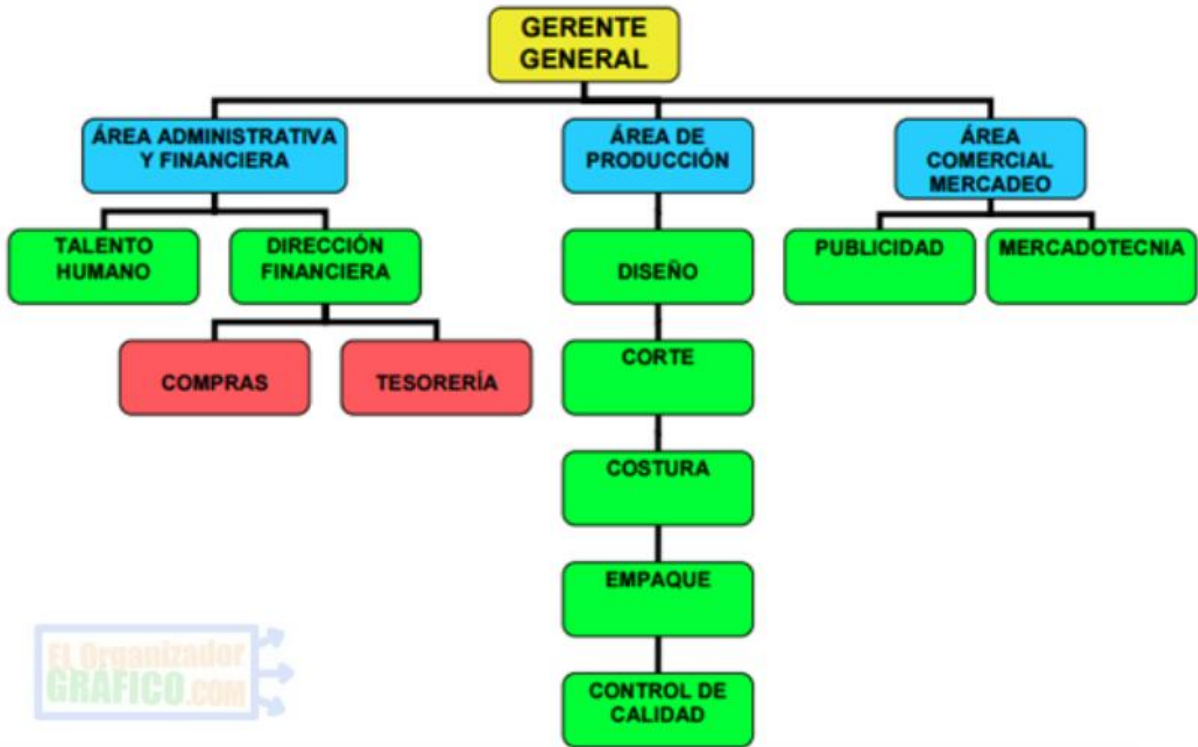 GERENTE
GENERAL
ÁREA ADMINISTRATIVA
Y FINANCIERA
ÁREA DE
PRODUCCIÓN
ÁREA
COMERCIAL
MERCADEO
TALENTO
HUMANO
DIRECCIÓN
FINANCIERA
DISEÑO
PUBLICIDAD
MERCADOTECNIA
COMPRAS
TESORERÍA
CORTE
COSTURA
EMPAQUE
CONTROL DE
CALIDAD
EL Organizador
GRÁFICO.COM